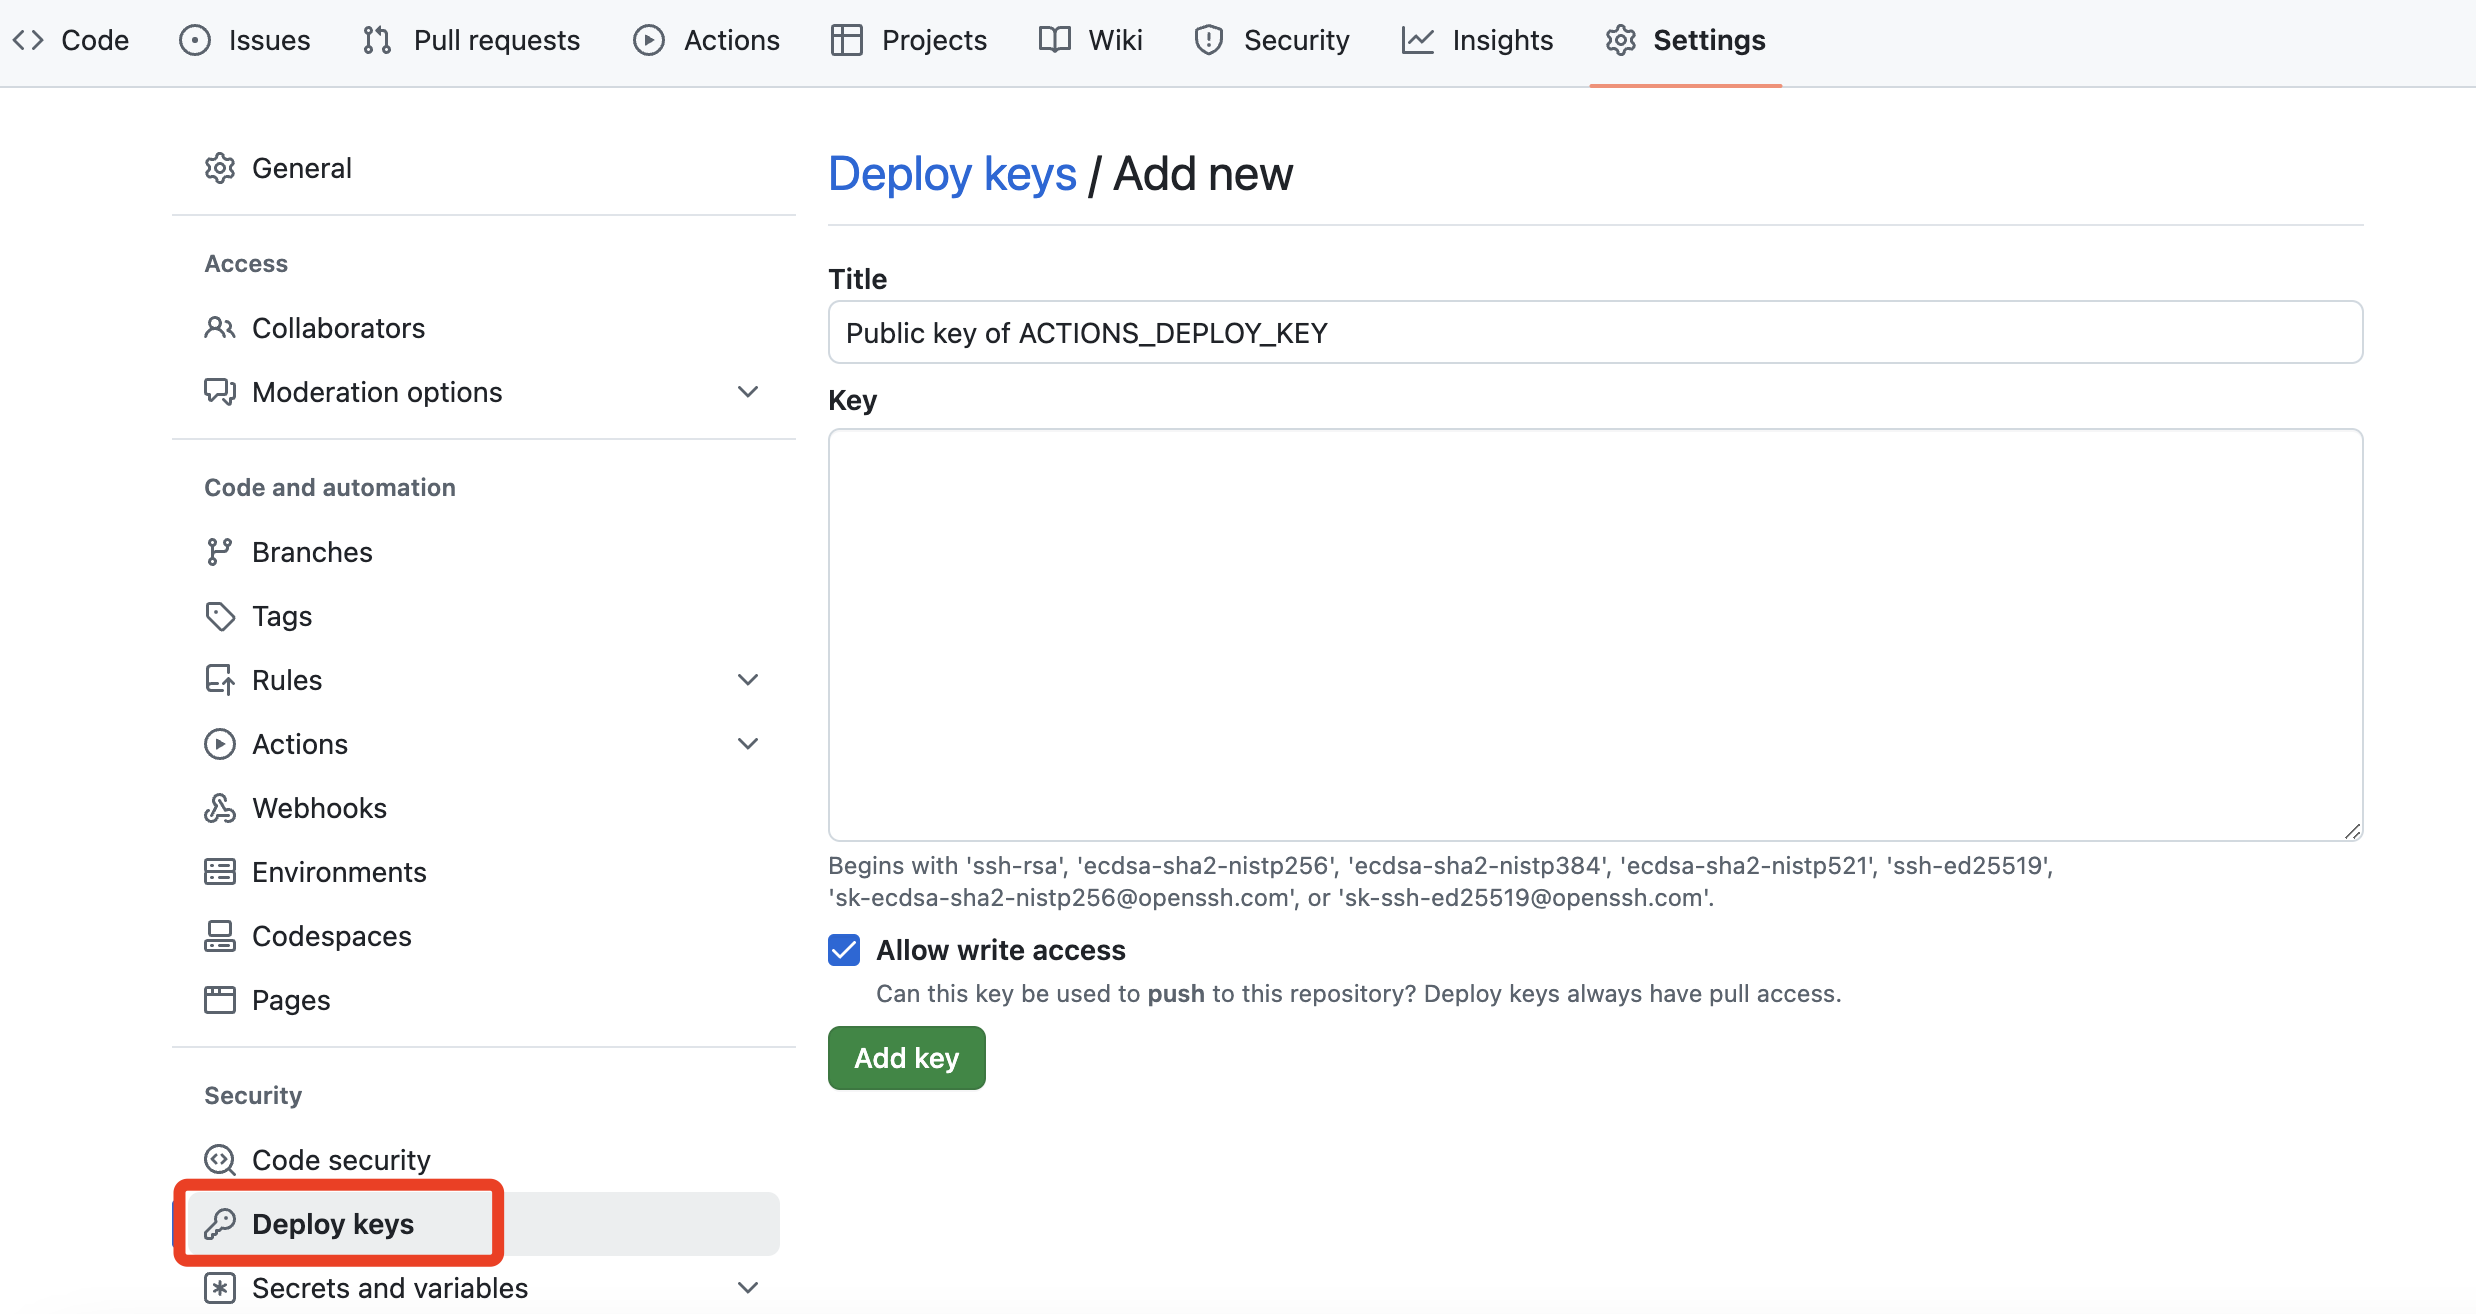 Code Issues Pull requests Actions Projects Wiki Security Insights Settings
General
Access
Collaborators
Moderation options
Code and automation
Branches
Tags
Rules
Actions
Webhooks
Environments
Codespaces
Pages
Security
Code security
Deploy keys
Secrets and variables
Deploy keys / Add new
Title
Public key of ACTIONS_DEPLOY_KEY
Key
Begins with 'ssh-rsa', 'ecdsa-sha2-nistp256', 'ecdsa-sha2-nistp384', 'ecdsa-sha2-nistp521', 'ssh-ed25519',
'sk-ecdsa-sha2-nistp256@openssh.com', or 'sk-ssh-ed25519@openssh.com'.
Allow write access
Can this key be used to push to this repository? Deploy keys always have pull access.
Add key